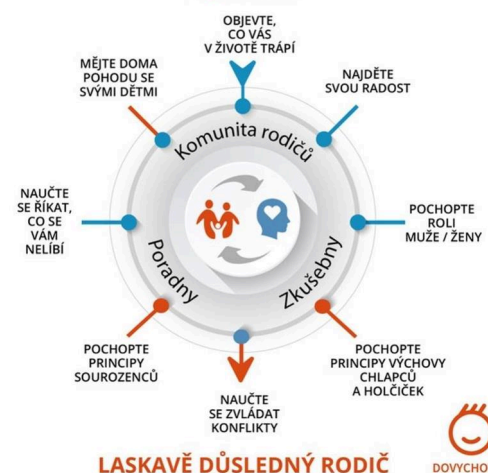 OBJEVTE,
CO VÁS
V ŽIVOTĚ TRÁPÍ
MĚJTE DOMA
POHODU SE
SVÝMI DĚTMI
NAJDĚTE
SVOU RADOST
Komunita rodičů
NAUČTE
SE ŘÍKAT,
CO SE
VÁM
NELÍBÍ
POCHOPTE
ROLI
MUŽE / ŽENY
Poradny
Zkušebny
POCHOPTE
PRINCIPY
SOUROZENCŮ
POCHOPTE
PRINCIPY VÝCHOVY
CHLAPCŮ
A HOLČIČEK
NAUČTE
SE ZVLÁDAT
KONFLIKTY
LASKAVĚ DŮSLEDNÝ RODIČ